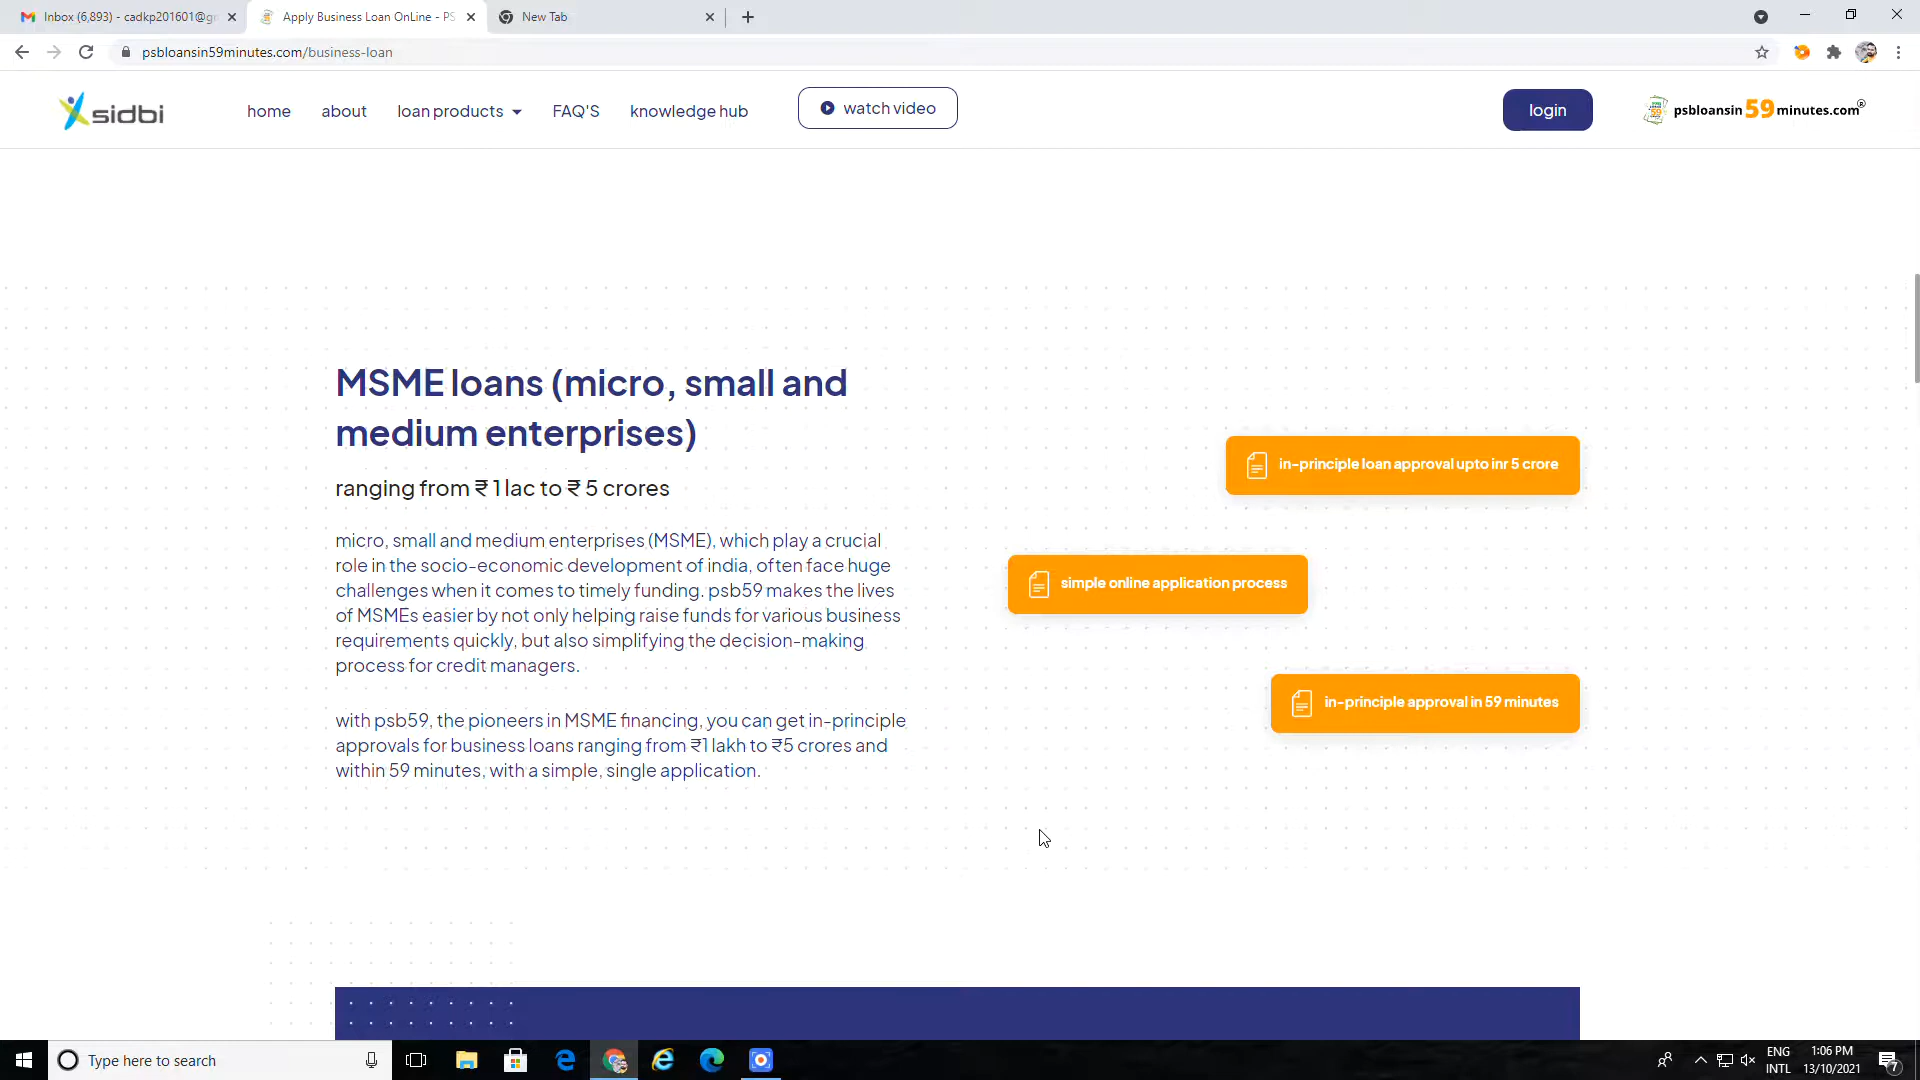 Inbox (6,893) - cadkp201601@g
Apply Business Loan OnLine - PS
New Tab
psbloansin59minutes.com/business-loan
sidbi
home
about
loan products
FAQ'S
knowledge hub
watch video
login
psbloansin59minutes.com®
MSME loans (micro, small and
medium enterprises)
ranging from ₹ 1 lac to ₹ 5 crores
micro, small and medium enterprises (MSME), which play a crucial
role in the socio-economic development of india, often face huge
challenges when it comes to timely funding. psb59 makes the lives
of MSMEs easier by not only helping raise funds for various business
requirements quickly, but also simplifying the decision-making
process for credit managers.
with psb59, the pioneers in MSME financing, you can get in-principle
approvals for business loans ranging from ₹1 lakh to ₹5 crores and
within 59 minutes, with a simple, single application.
in-principle loan approval upto inr 5 crore
simple online application process
in-principle approval in 59 minutes
Type here to search
ENG
INTL
1:06 PM
13/10/2021
7